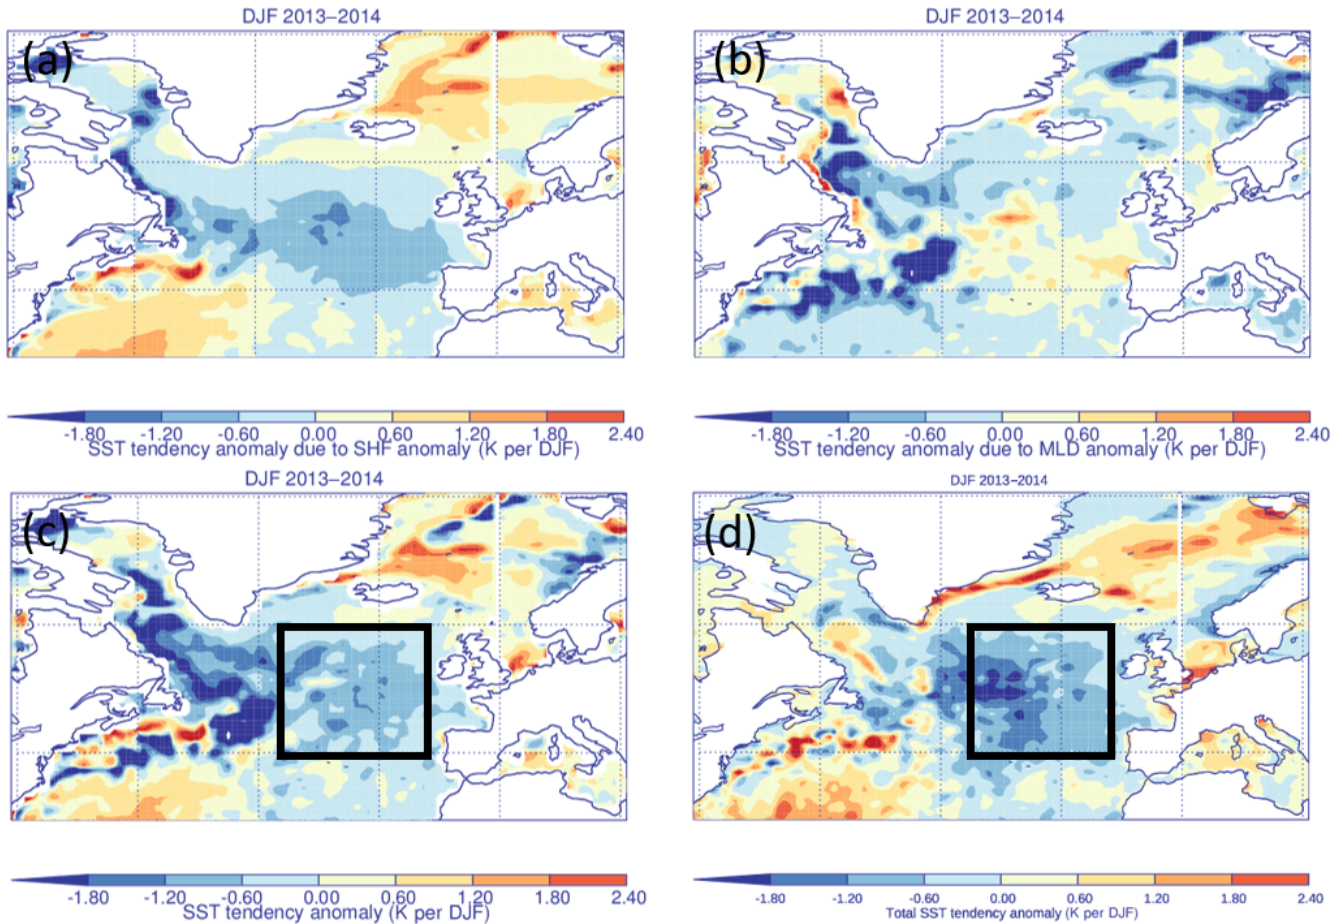 DJF 2013–2014
DJF 2013–2014
(a)
(b)
-1.80 -1.20 -0.60 0.00 0.60 1.20 1.80 2.40
SST tendency anomaly due to SHF anomaly (K per DJF)
-1.80 -1.20 -0.60 0.00 0.60 1.20 1.80 2.40
SST tendency anomaly due to MLD anomaly (K per DJF)
DJF 2013–2014
DJF 2013–2014
(c)
(d)
-1.80 -1.20 -0.60 0.00 0.60 1.20 1.80 2.40
SST tendency anomaly (K per DJF)
-1.80 -1.20 -0.60 0.00 0.60 1.20 1.80 2.40
Total SST tendency anomaly (K per DJF)